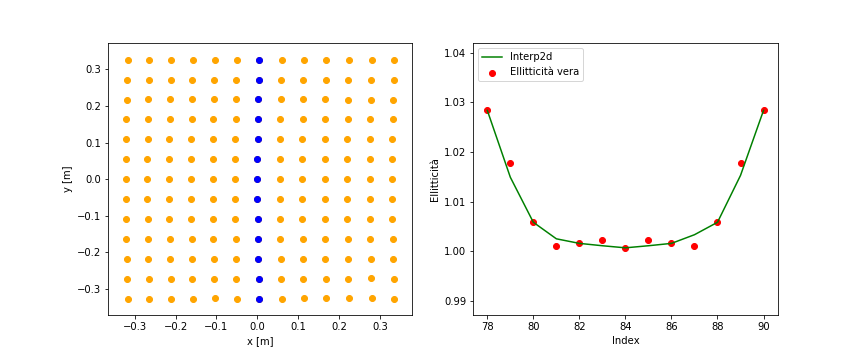 0.3
0.2
0.1
0.0
−0.1
−0.2
−0.3
y [m]
−0.3 −0.2 −0.1 0.0 0.1 0.2 0.3
x [m]
1.04
1.03
1.02
1.01
1.00
0.99
Ellitticità
Interp2d
Ellitticità vera
78 80 82 84 86 88 90
Index